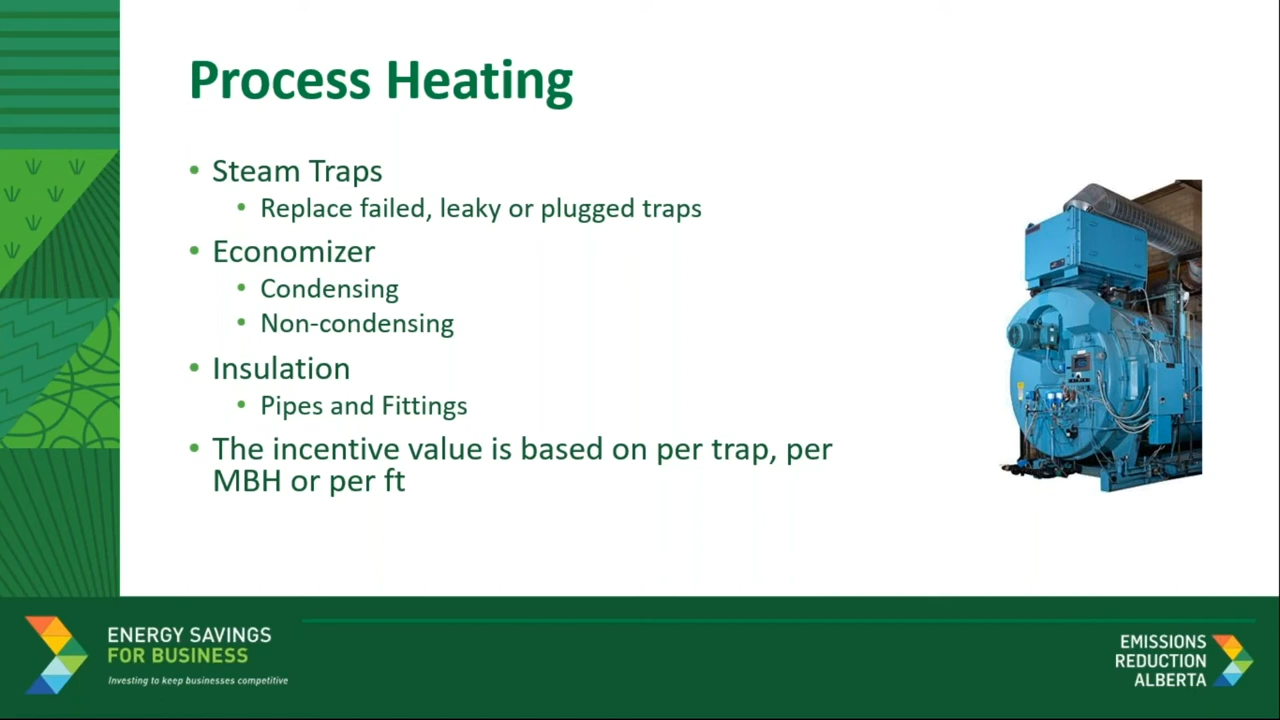 Process Heating
• Steam Traps
• Replace failed, leaky or plugged traps
• Economizer
• Condensing
• Non-condensing
• Insulation
• Pipes and Fittings
• The incentive value is based on per trap, per
MBH or per ft
ENERGY SAVINGS
FOR BUSINESS
Investing to keep businesses competitive
EMISSIONS
REDUCTION
ALBERTA